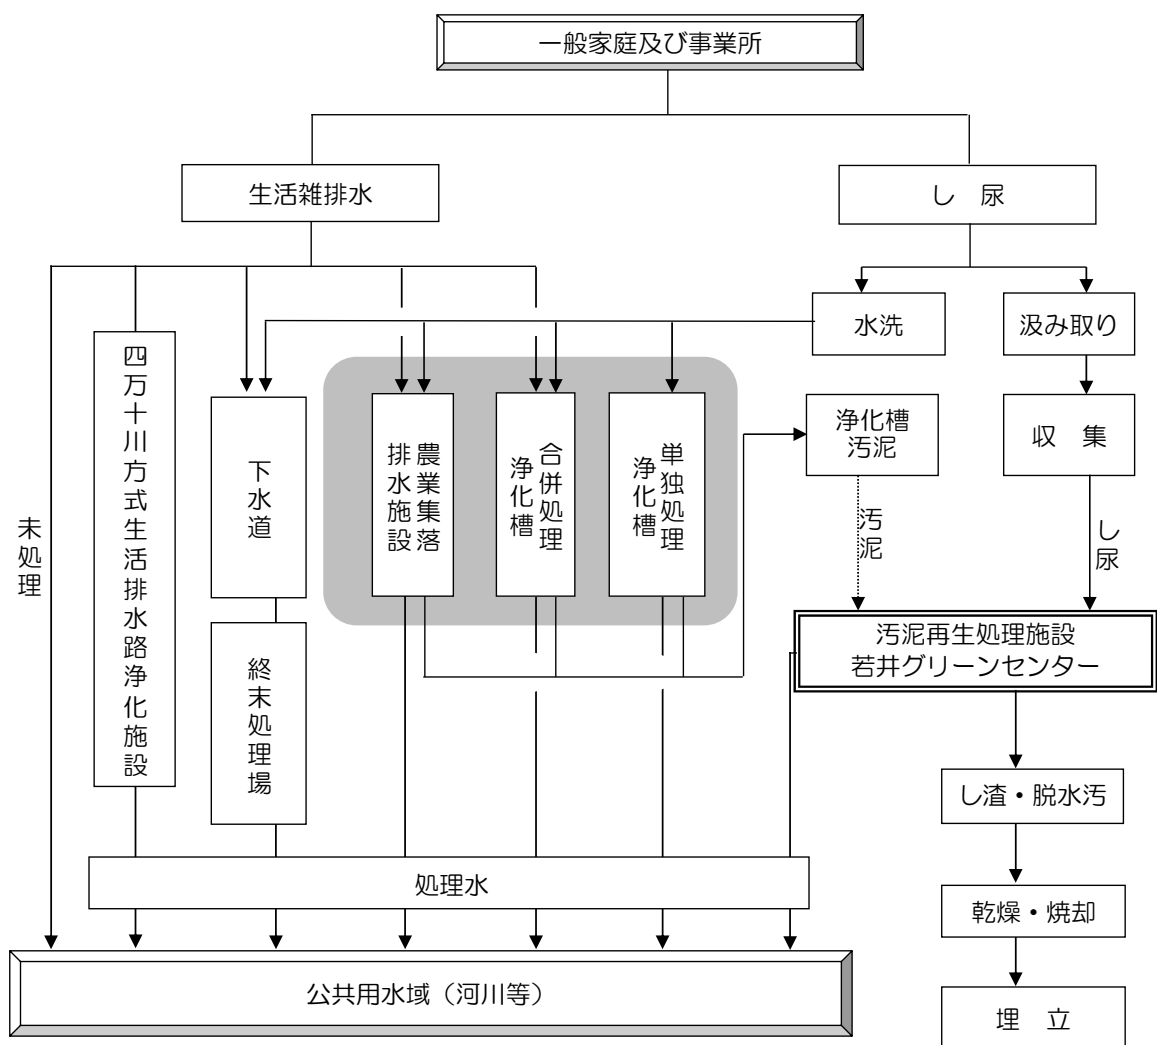 一般家庭及び事業所
生活雑排水
し　尿
水洗
汲み取り
四万十川方式生活排水路浄化施設
下水道
農業集落
排水施設
合併処理
浄化槽
単独処理
浄化槽
浄化槽
汚泥
収　集
未処理
汚泥
し尿
終末処理場
汚泥再生処理施設
若井グリーンセンター
し渣・脱水汚
処理水
乾燥・焼却
公共用水域（河川等）
埋　立